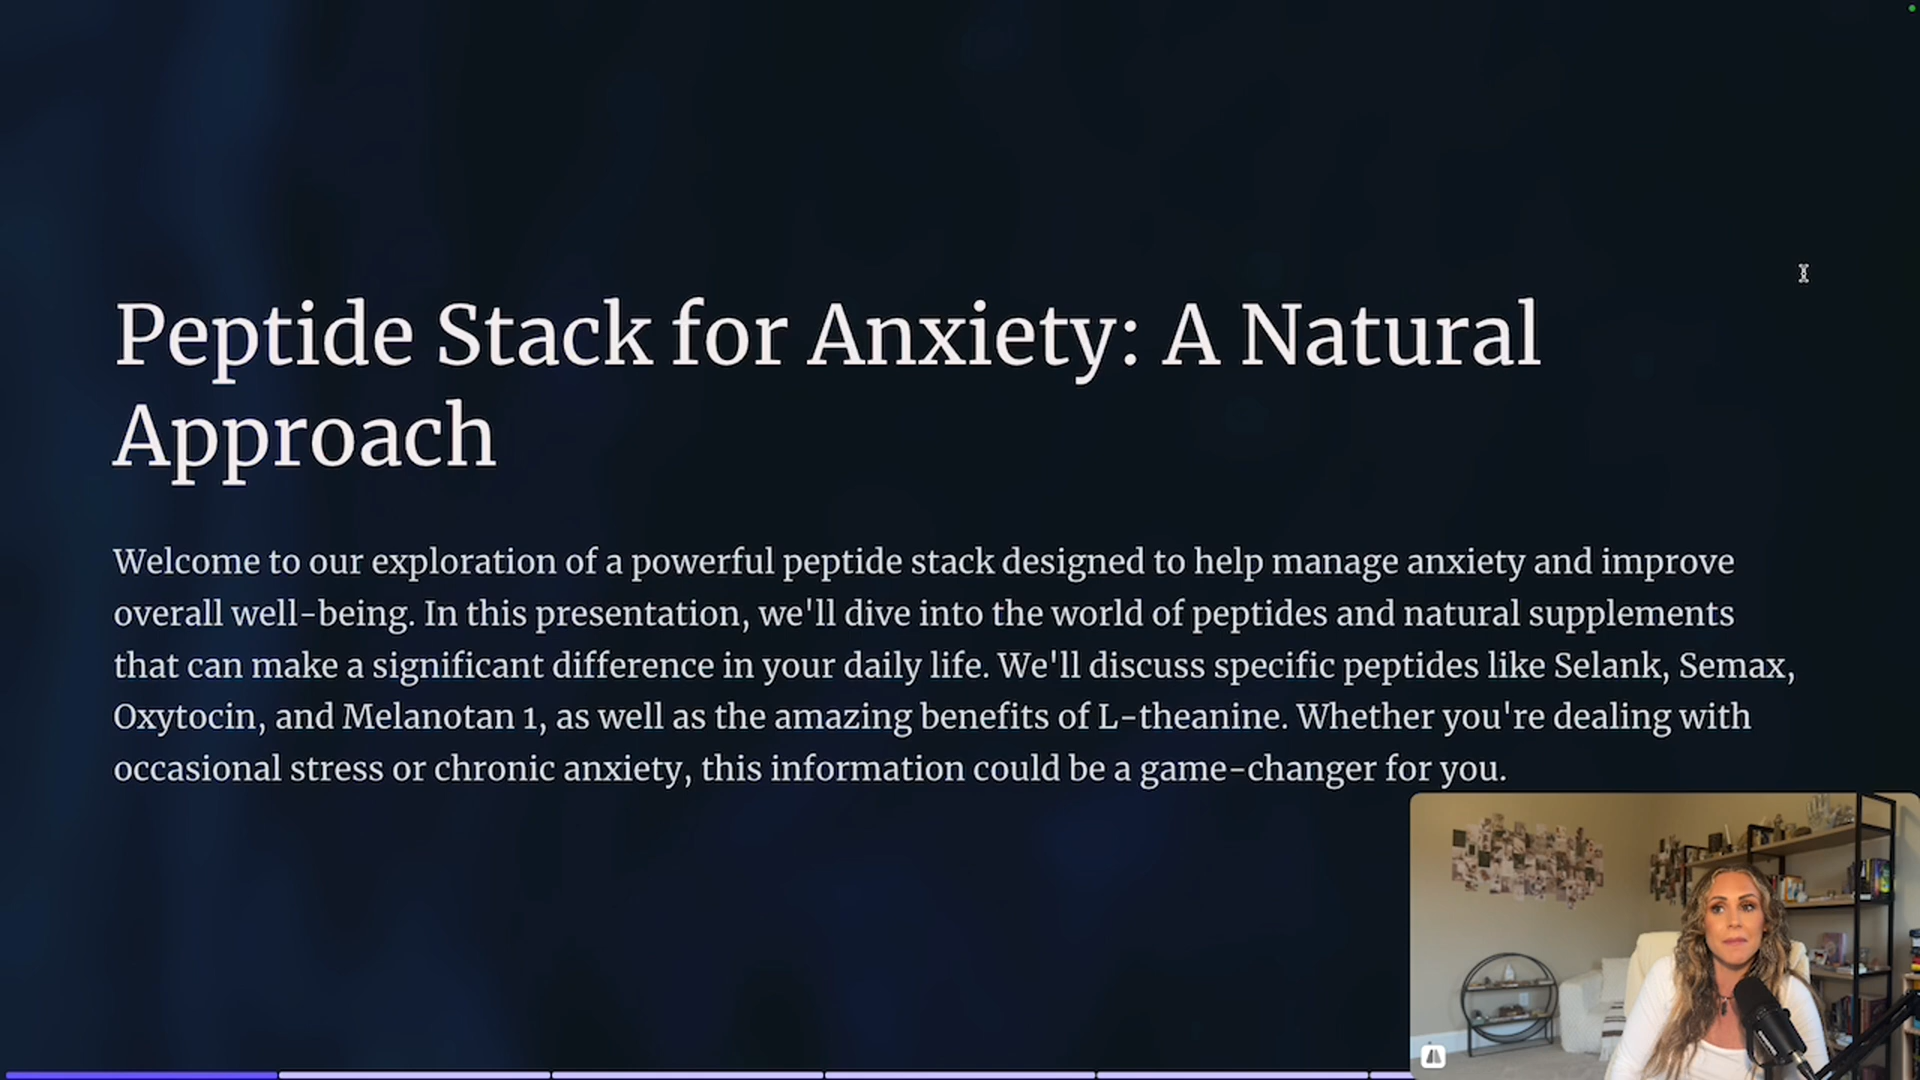 Peptide Stack for Anxiety: A Natural
Approach
Welcome to our exploration of a powerful peptide stack designed to help manage anxiety and improve
overall well-being. In this presentation, we'll dive into the world of peptides and natural supplements
that can make a significant difference in your daily life. We'll discuss specific peptides like Selank, Semax,
Oxytocin, and Melanotan 1, as well as the amazing benefits of L-theanine. Whether you're dealing with
occasional stress or chronic anxiety, this information could be a game-changer for you.